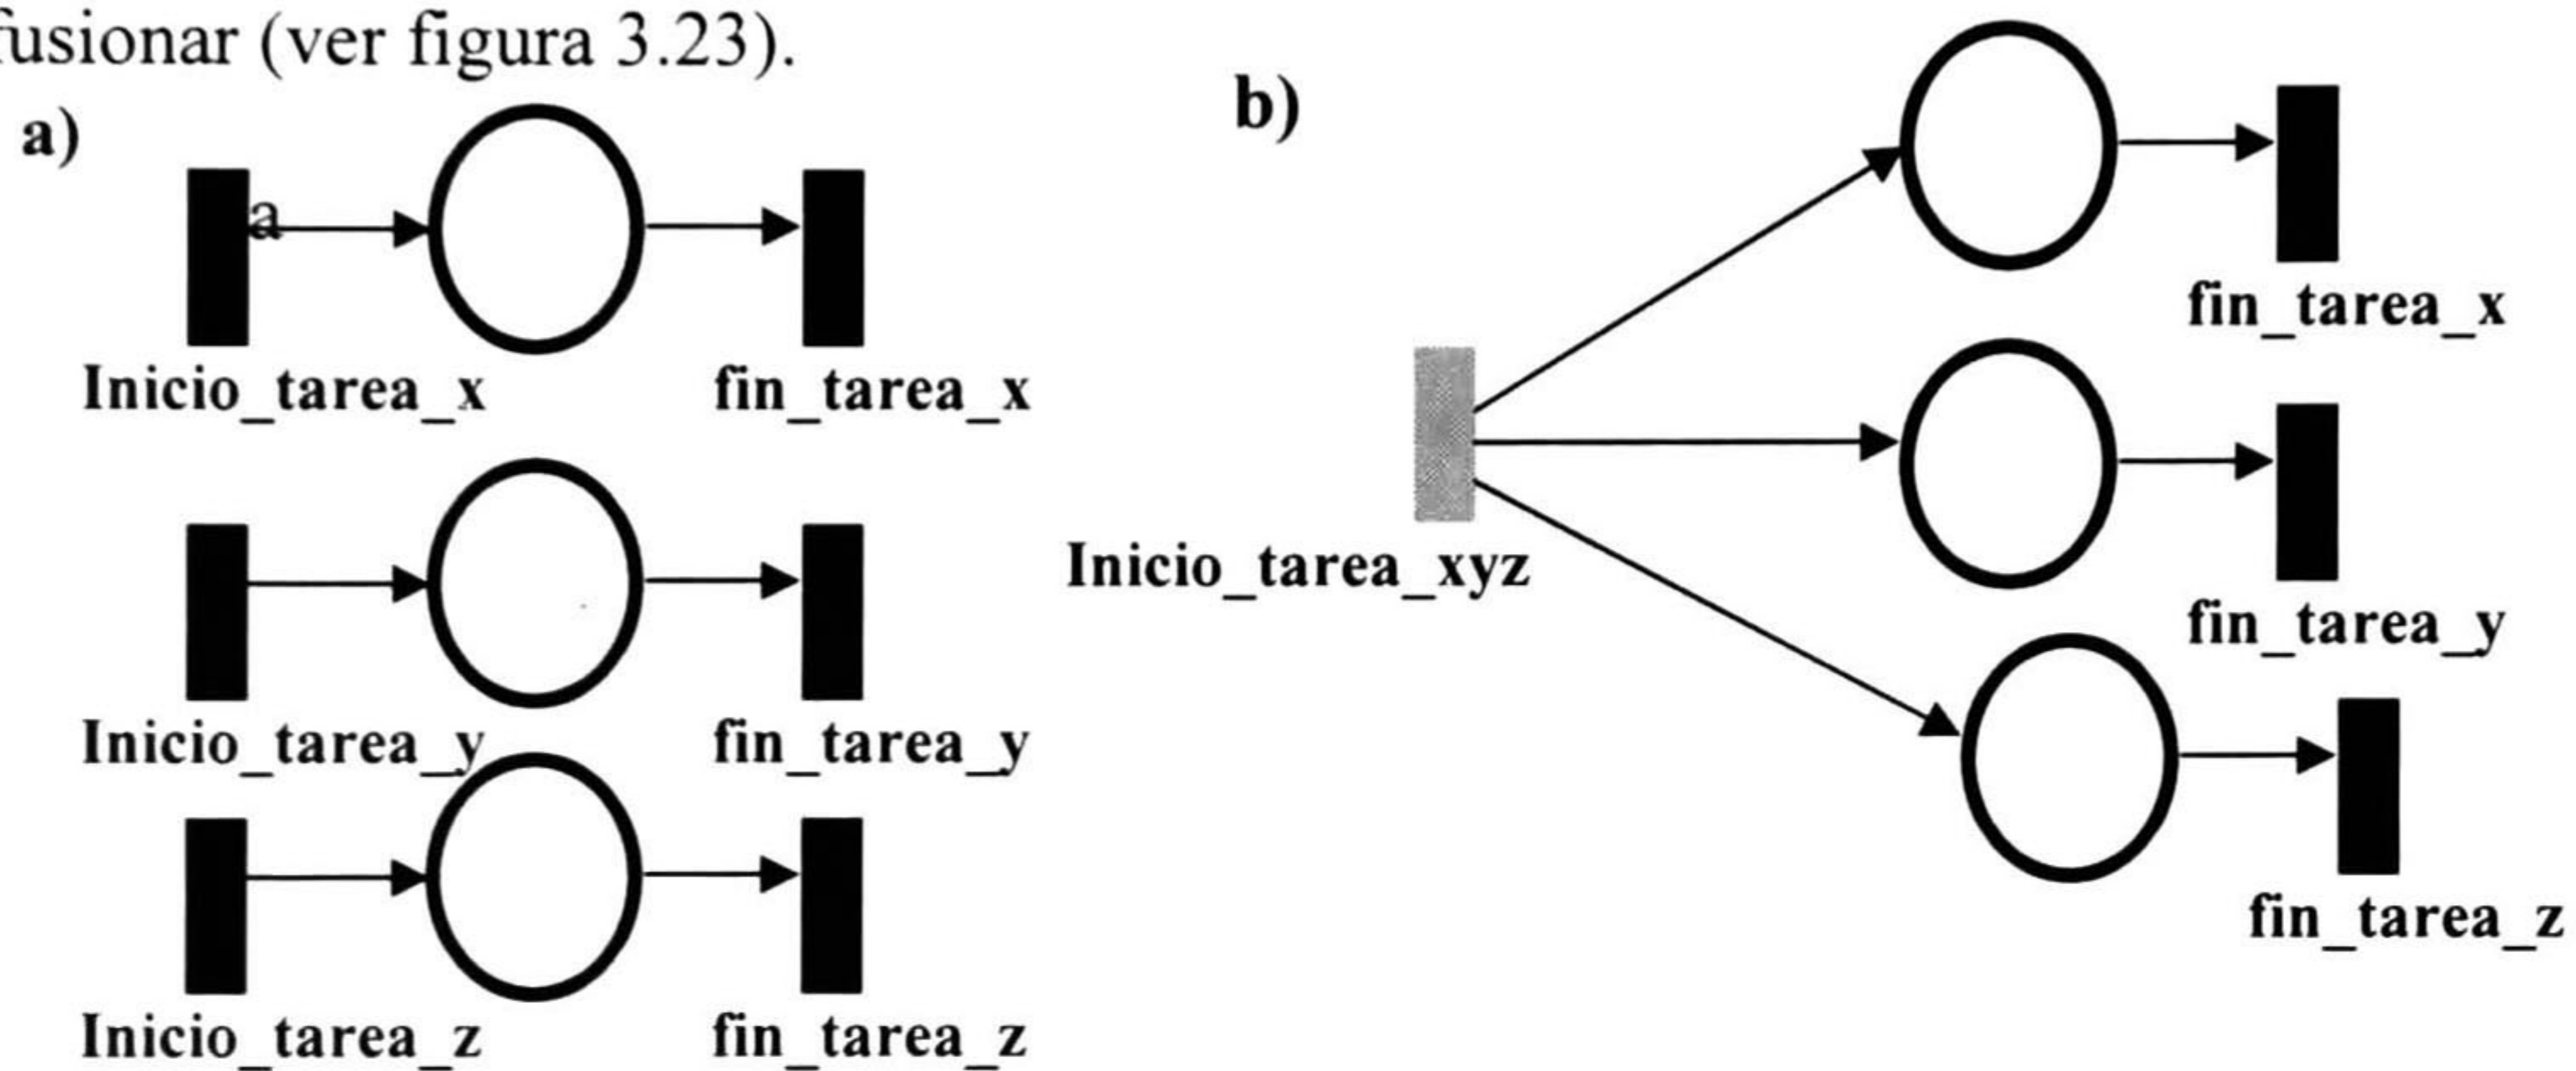 fusionar (ver figura 3.23).
a)
a
Inicio_tarea_x fin_tarea_x
Inicio_tarea_y fin_tarea_y
Inicio_tarea_z fin_tarea_z
b)
fin_tarea_x
Inicio_tarea_xyz
fin_tarea_y
fin_tarea_z